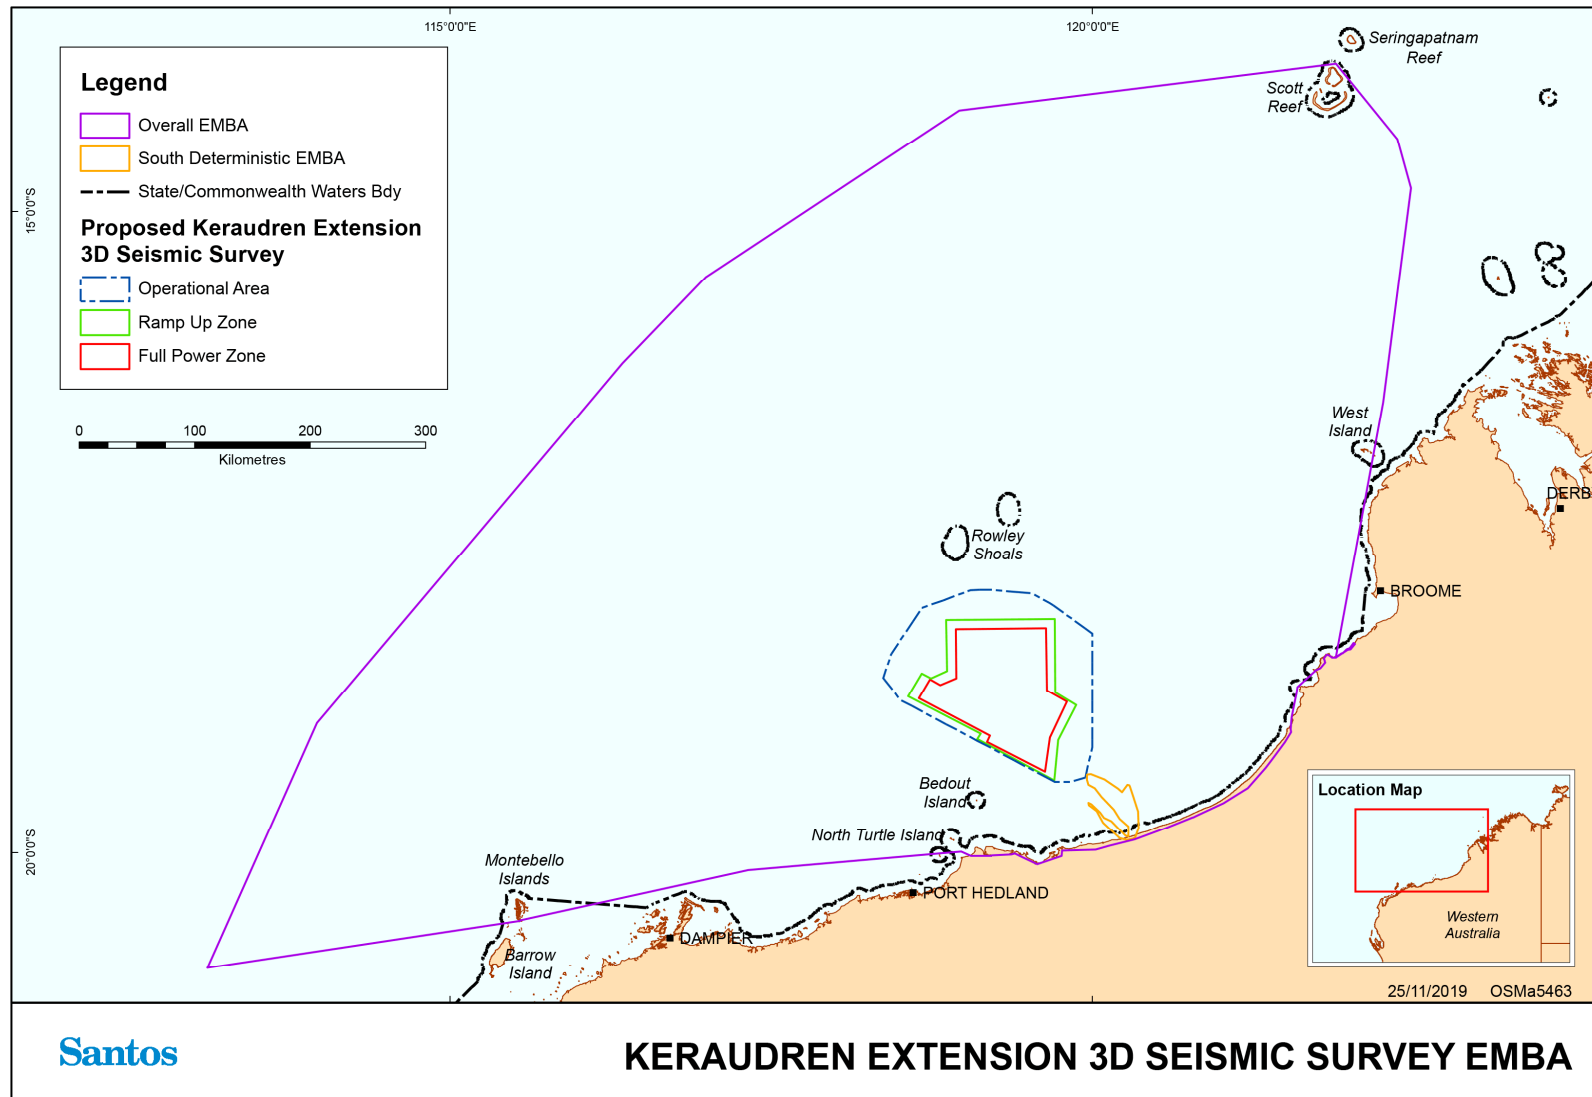 115°0'0"E
120°0'0"E
Seringapatnam
Reef
Scott
Reef
Legend
Overall EMBA
South Deterministic EMBA
State/Commonwealth Waters Bdy
Proposed Keraudren Extension
3D Seismic Survey
Operational Area
Ramp Up Zone
Full Power Zone
15°0'0"S
0 100 200 300
Kilometres
West
Island
DERB
Rowley
Shoals
BROOME
Bedout
Island
North Turtle Island
20°0'0"S
Montebello
Islands
PORT HEDLAND
DAMPIER
Barrow
Island
Location Map
Western
Australia
25/11/2019 OSMa5463
Santos
KERAUDREN EXTENSION 3D SEISMIC SURVEY EMBA